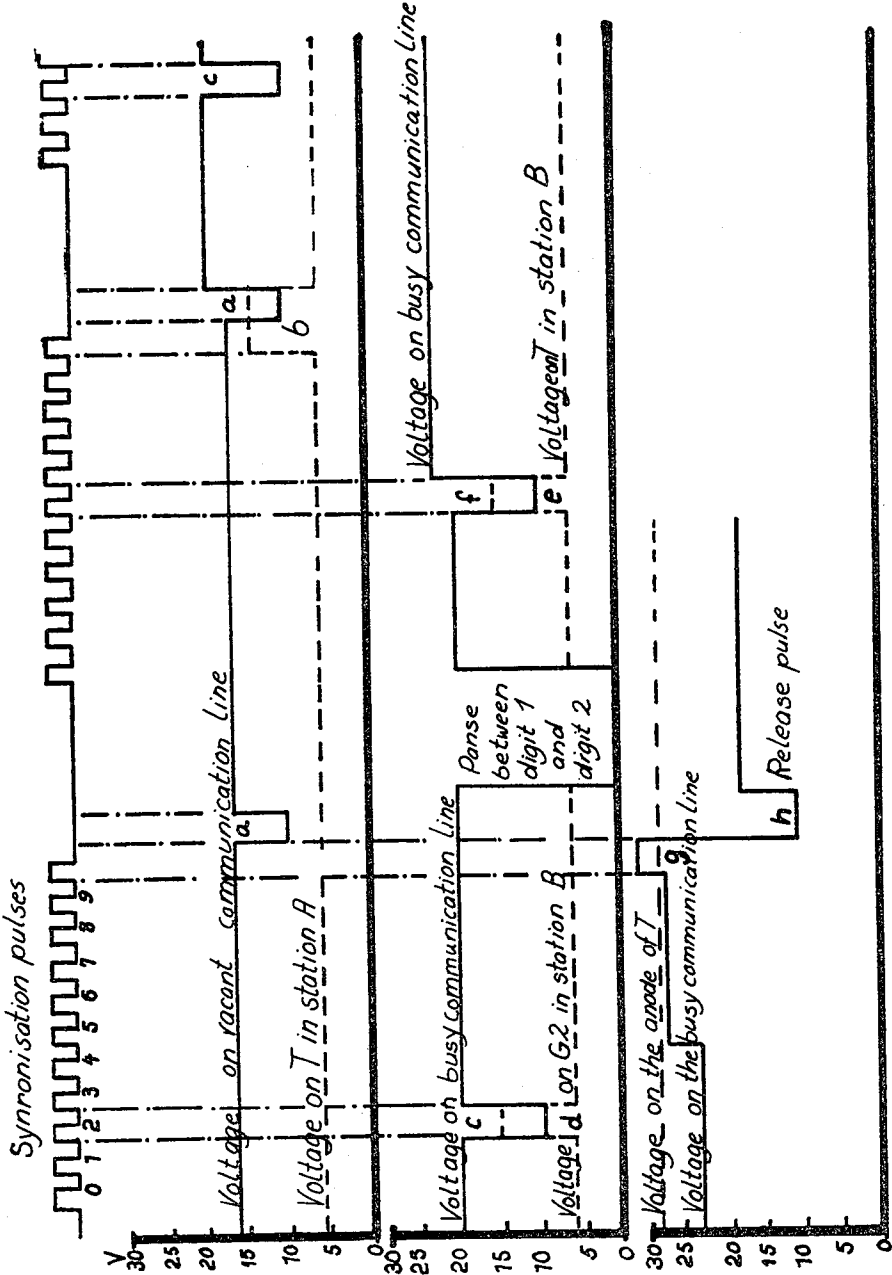 Synronisation pulses
0 1 2 3 4 5 6 7 8 9
V
30
25
20
15
10
5
0
Voltage on vacant communication line
Voltage on T in station A
a
a
b
c
30
25
20
15
10
5
0
Voltage on busy communication line
Voltage on G2 in station B
c
d
Panse
between
digit 1
and
digit 2
f
e
Voltage on busy communication line
Voltage on T in station B
30
25
20
15
10
5
0
Voltage on the anode of T
Voltage on the busy communication line
g
h
Release pulse